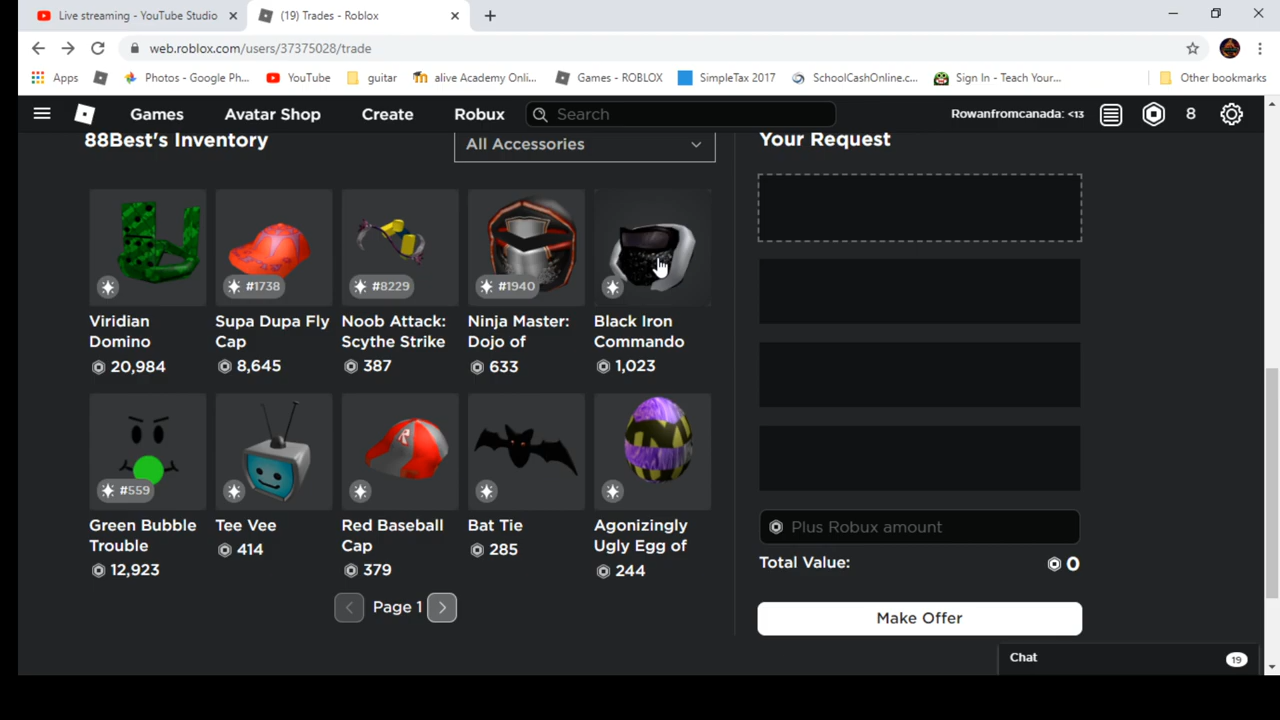 Live streaming - YouTube Studio
(19) Trades - Roblox
web.roblox.com/users/37375028/trade
Apps
Photos - Google Ph...
YouTube
guitar
alive Academy Onli...
Games - ROBLOX
SimpleTax 2017
SchoolCashOnline.c...
Sign In - Teach Your...
Other bookmarks
Games
Avatar Shop
Create
Robux
Search
Rowanfromcanada: <13
8
88Best's Inventory
All Accessories
Your Request
#1738
#8229
#1940
Viridian
Domino
20,984
Supa Dupa Fly
Cap
8,645
Noob Attack:
Scythe Strike
387
Ninja Master:
Dojo of
633
Black Iron
Commando
1,023
#559
Green Bubble
Trouble
12,923
Tee Vee
414
Red Baseball
Cap
379
Bat Tie
285
Agonizingly
Ugly Egg of
244
Page 1
Plus Robux amount
Total Value:
0
Make Offer
Chat
19